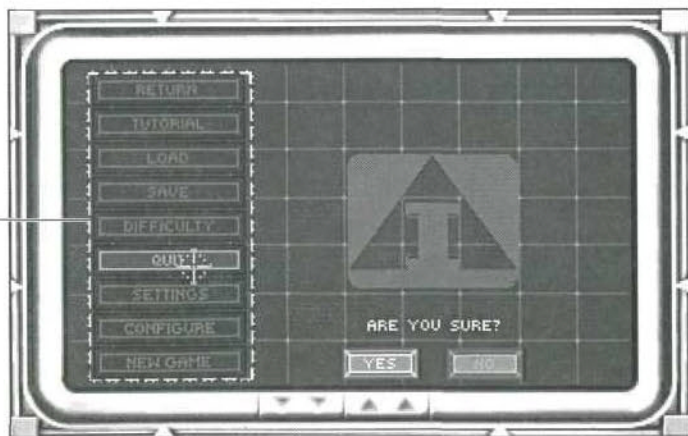 RETURN
TUTORIAL
LOAD
SAVE
DIFFICULTY
QUIT
SETTINGS
CONFIGURE
NEW GAME
ARE YOU SURE?
YES
NO